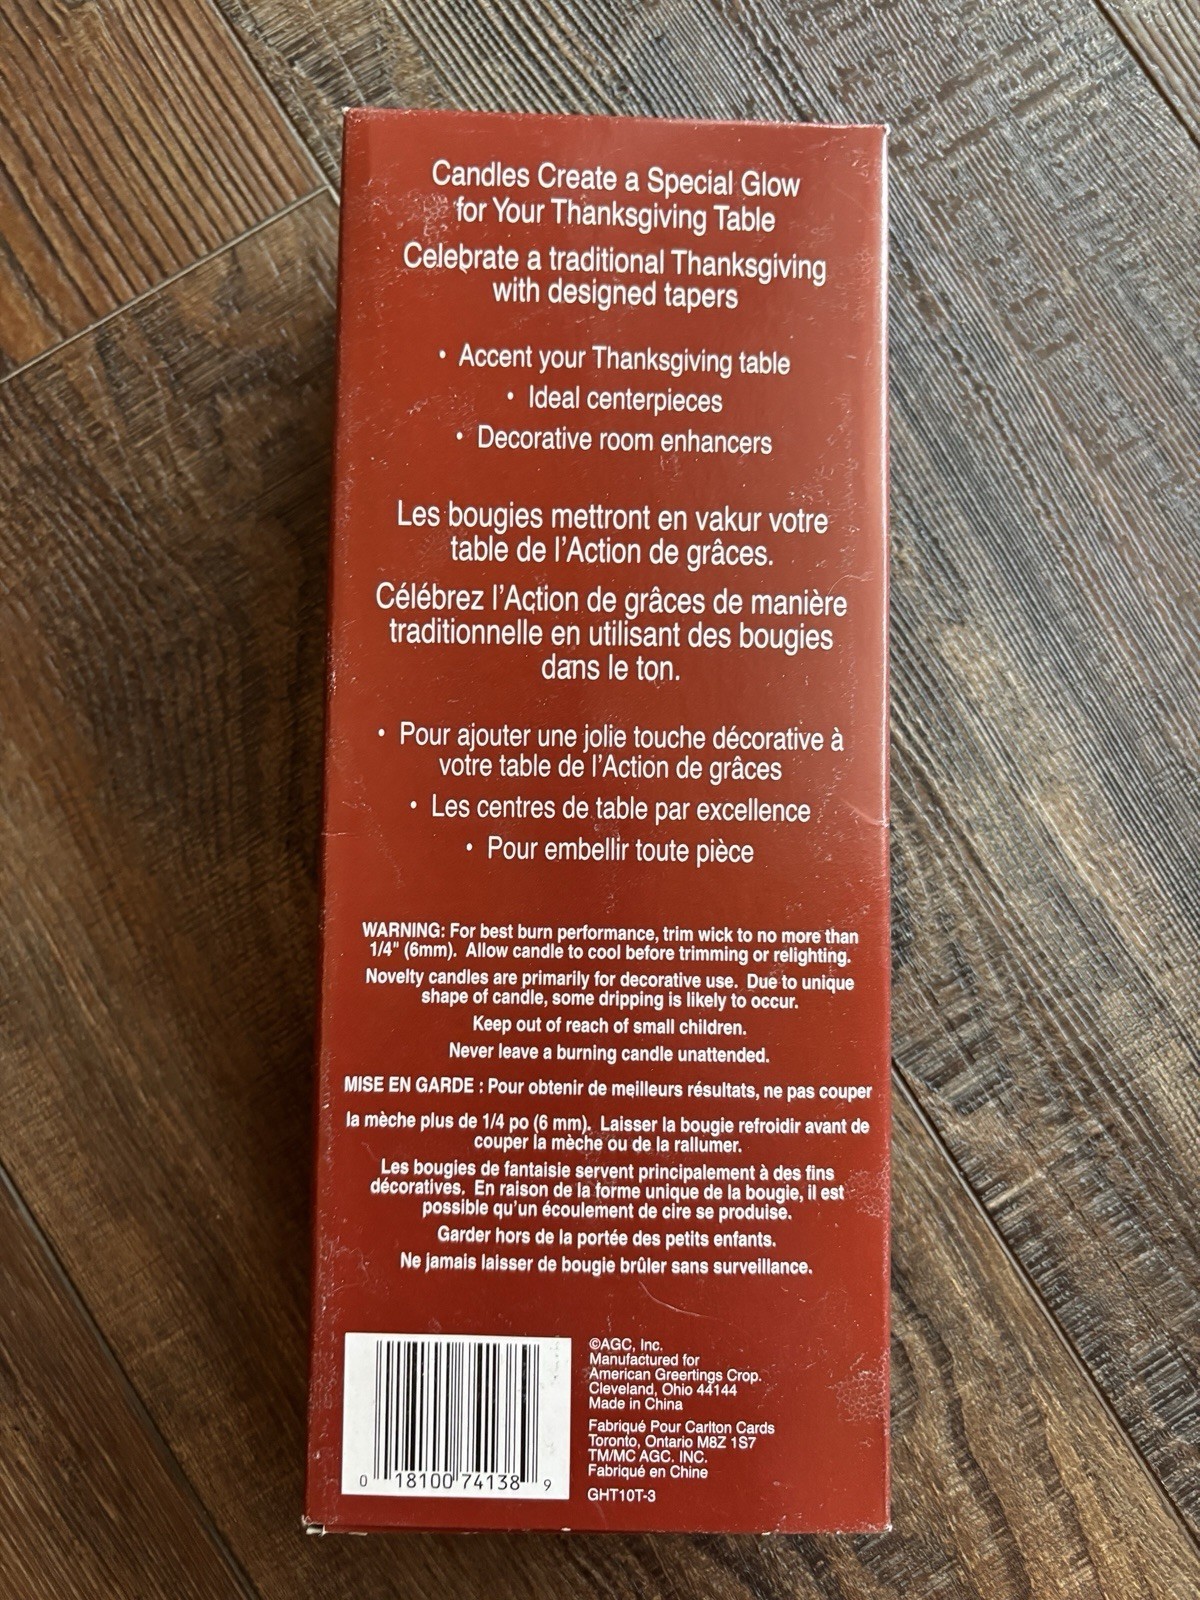 Candles Create a Special Glow
for Your Thanksgiving Table
Celebrate a traditional Thanksgiving
with designed tapers
• Accent your Thanksgiving table
• Ideal centerpieces
• Decorative room enhancers
Les bougies mettront en vakur votre
table de l'Action de grâces.
Célébrez l'Action de grâces de manière
traditionnelle en utilisant des bougies
dans le ton.
• Pour ajouter une jolie touche décorative à
votre table de l'Action de grâces
• Les centres de table par excellence
• Pour embellir toute pièce
WARNING: For best burn performance, trim wick to no more than
1/4" (6mm). Allow candle to cool before trimming or relighting.
Novelty candles are primarily for decorative use. Due to unique
shape of candle, some dripping is likely to occur.
Keep out of reach of small children.
Never leave a burning candle unattended.
MISE EN GARDE : Pour obtenir de meilleurs résultats, ne pas couper
la mèche plus de 1/4 po (6 mm). Laisser la bougie refroidir avant de
couper la mèche ou de la rallumer.
Les bougies de fantaisie servent principalement à des fins
décoratives. En raison de la forme unique de la bougie, il est
possible qu'un écoulement de cire se produise.
Garder hors de la portée des petits enfants.
Ne jamais laisser de bougie brûler sans surveillance.
0 18100 74138 9
©AGC, Inc.
Manufactured for
American Greetings Crop.
Cleveland, Ohio 44144
Made in China
Fabriqué Pour Carlton Cards
Toronto, Ontario M8Z 1S7
TM/MC AGC. INC.
Fabriqué en Chine
GHT10T-3